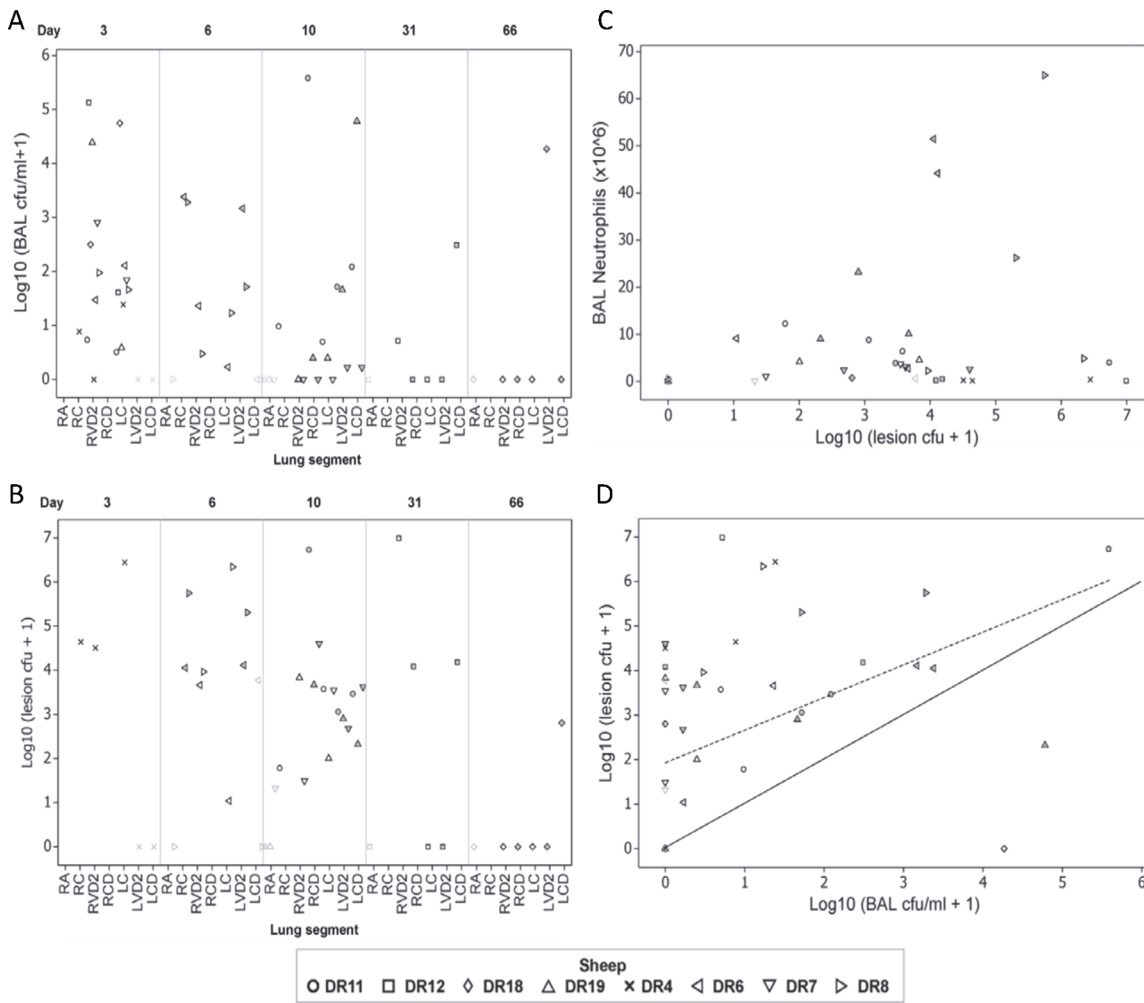 A
Day 3 6 10 31 66
Log10 (BAL cfu/ml+1)
6
5
4
3
2
1
0
RA RC RVD2 RCD LC LVD2 LCD RA RC RVD2 RCD LC LVD2 LCD RA RC RVD2 RCD LC LVD2 LCD RA RC RVD2 RCD LC LVD2 LCD RA RC RVD2 RCD LC LVD2 LCD
Lung segment
C
BAL Neutrophils (x10^6)
70
60
50
40
30
20
10
0
0 1 2 3 4 5 6 7
Log10 (lesion cfu + 1)
B
Day 3 6 10 31 66
Log10 (lesion cfu + 1)
7
6
5
4
3
2
1
0
RA RC RVD2 RCD LC LVD2 LCD RA RC RVD2 RCD LC LVD2 LCD RA RC RVD2 RCD LC LVD2 LCD RA RC RVD2 RCD LC LVD2 LCD RA RC RVD2 RCD LC LVD2 LCD
Lung segment
D
Log10 (lesion cfu + 1)
7
6
5
4
3
2
1
0
0 1 2 3 4 5 6
Log10 (BAL cfu/ml + 1)
Sheep
DR11 DR12 DR18 DR19 DR4 DR6 DR7 DR8